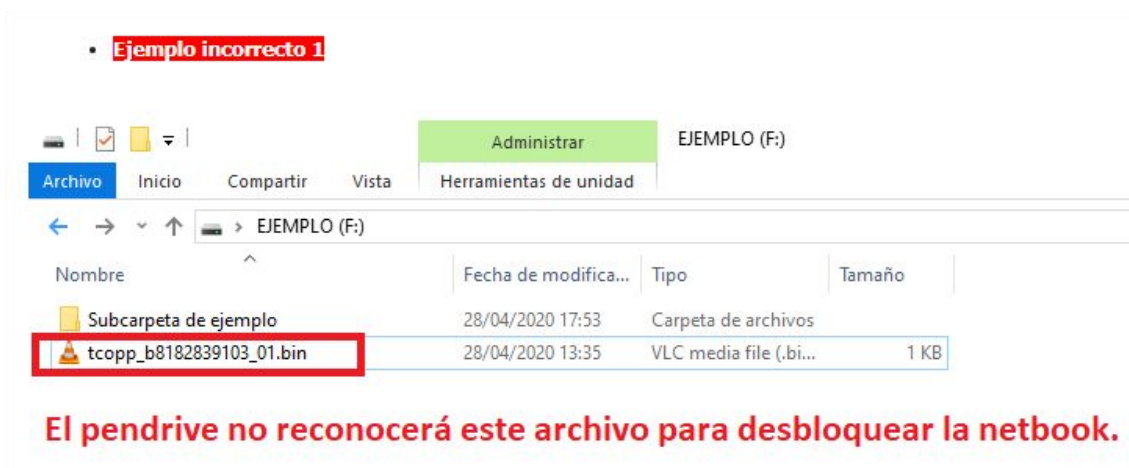 Ejemplo incorrecto 1
Administrar EJEMPLO (F:)
Archivo Inicio Compartir Vista Herramientas de unidad
EJEMPLO (F:)
Nombre Fecha de modifica... Tipo Tamaño
Subcarpeta de ejemplo 28/04/2020 17:53 Carpeta de archivos
tcopp_b8182839103_01.bin 28/04/2020 13:35 VLC media file (.bi... 1 KB
El pendrive no reconocerá este archivo para desbloquear la netbook.